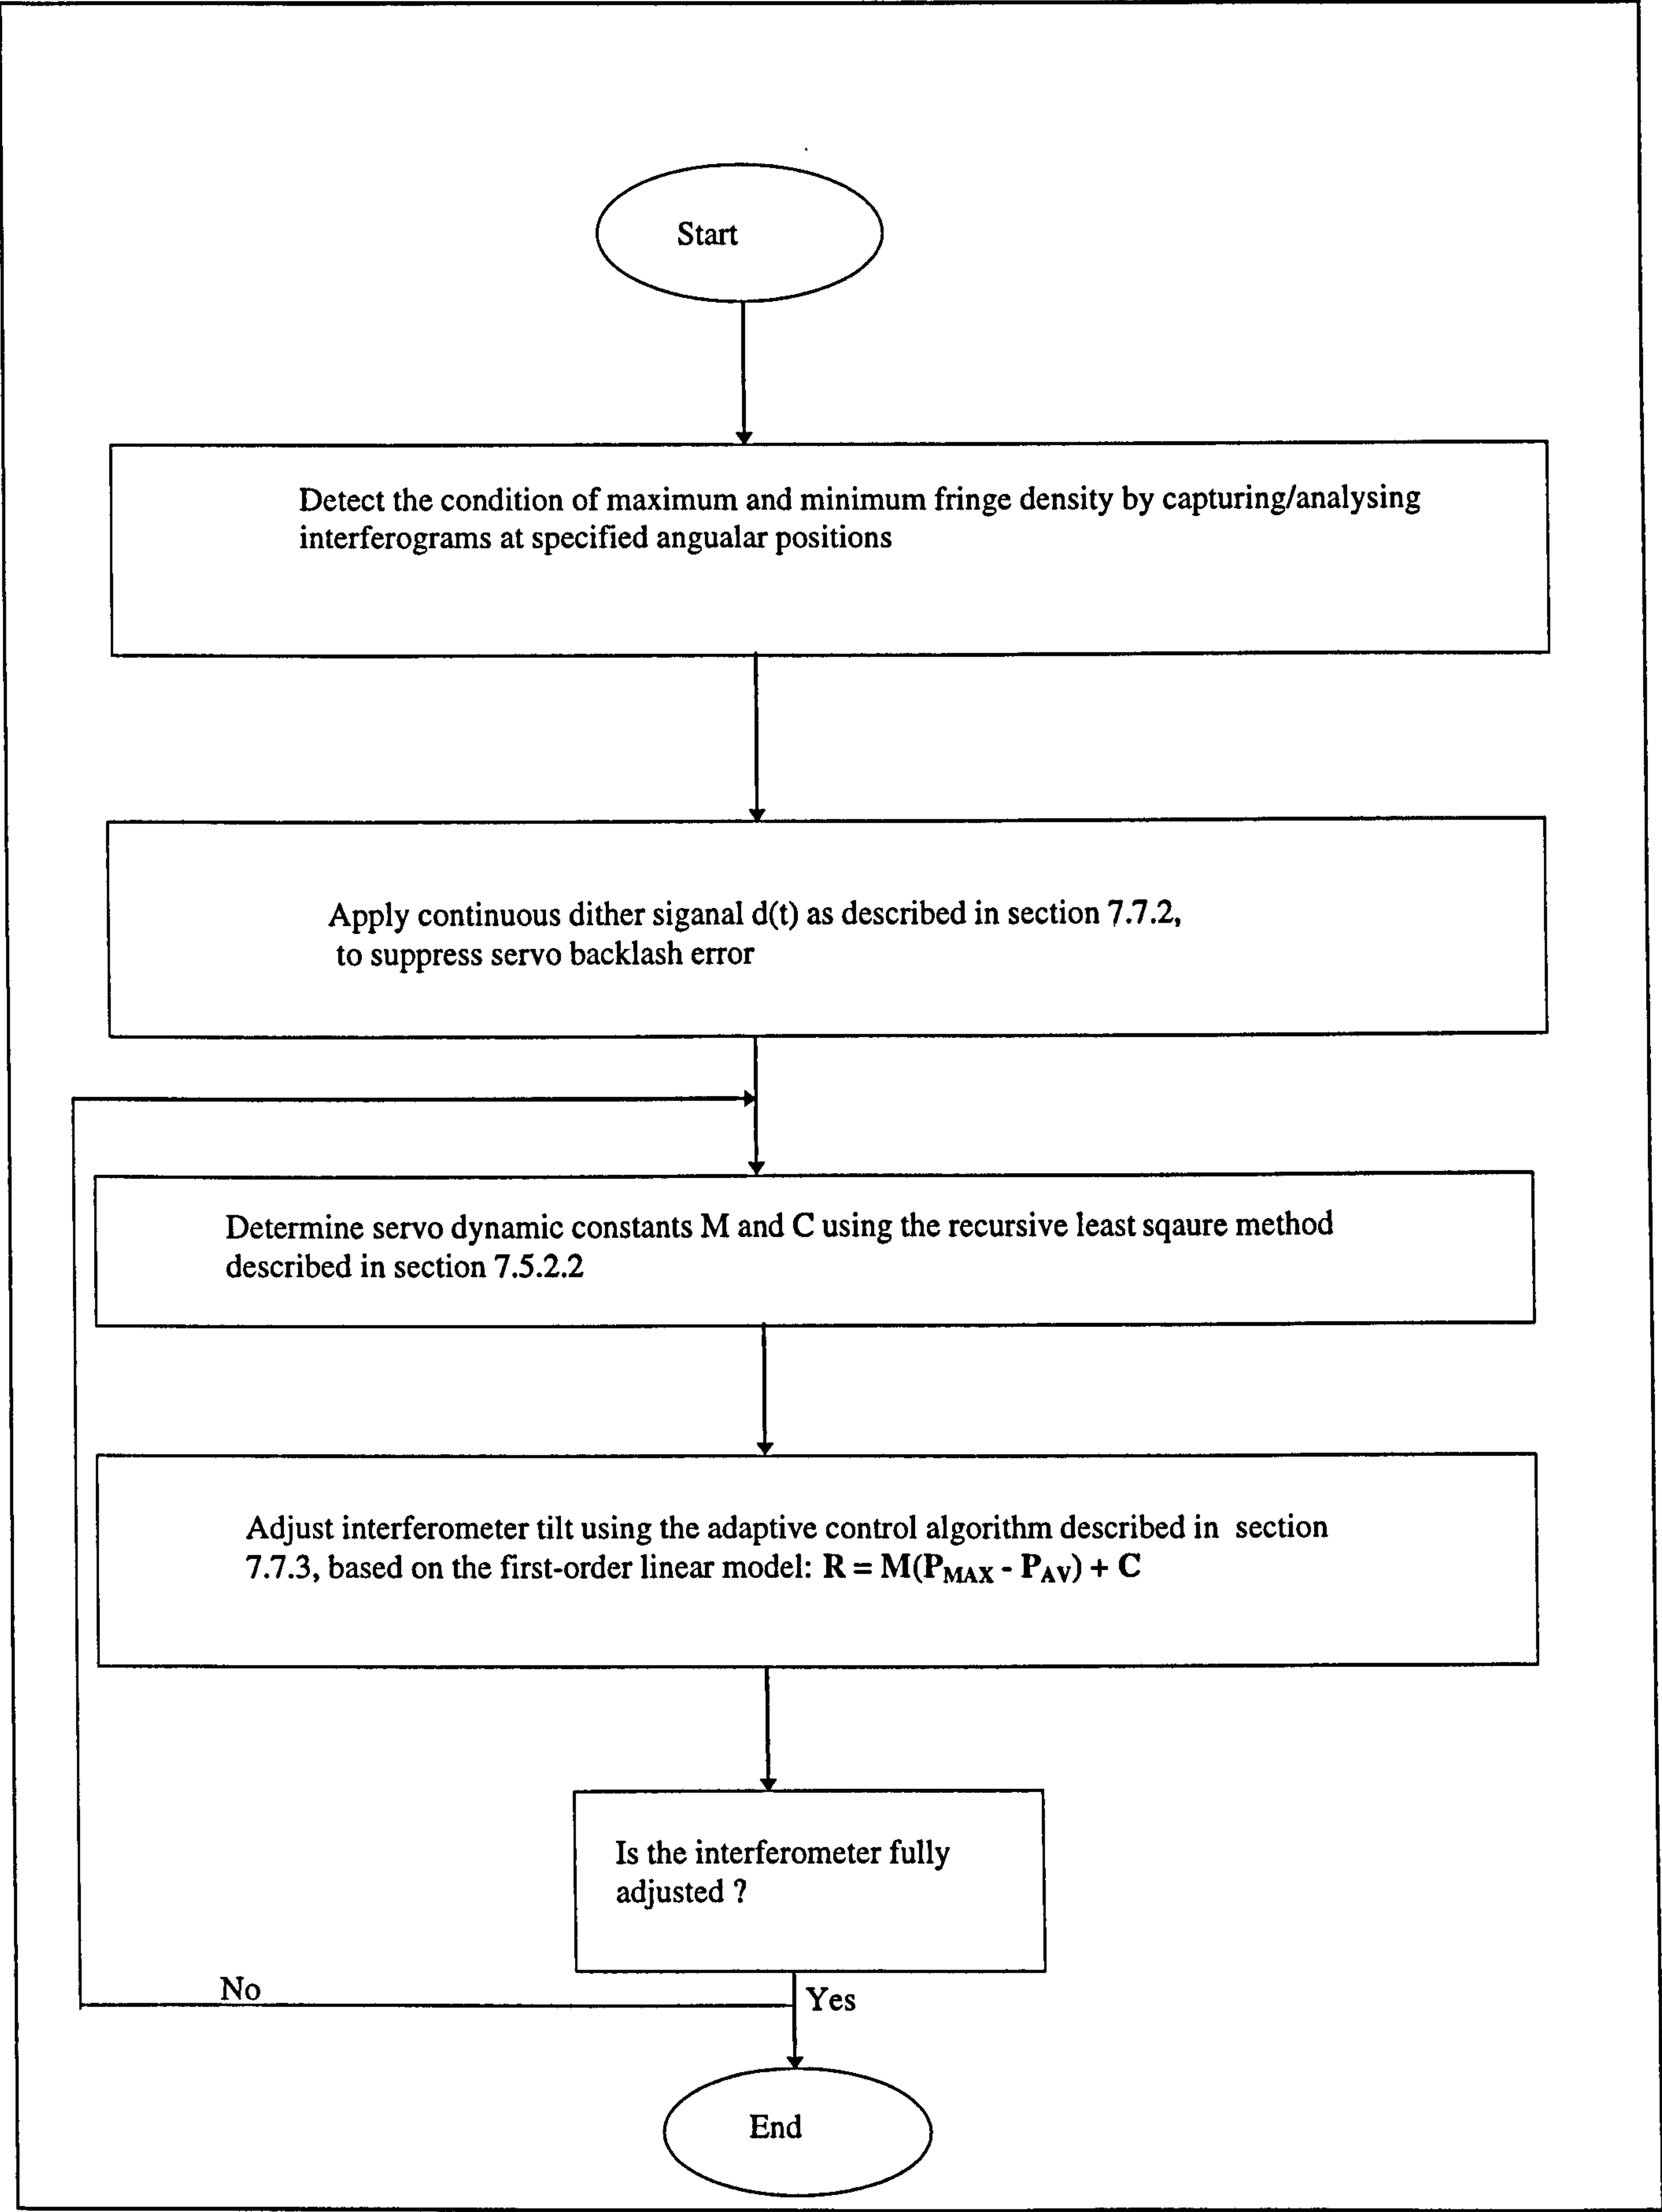 Start
Detect the condition of maximum and minimum fringe density by capturing/analysing
interferograms at specified angualar positions
Apply continuous dither siganal d(t) as described in section 7.7.2,
to suppress servo backlash error
Determine servo dynamic constants M and C using the recursive least sqaure method
described in section 7.5.2.2
Adjust interferometer tilt using the adaptive control algorithm described in section
7.7.3, based on the first-order linear model: R = M(PMAX - PAV) + C
Is the interferometer fully
adjusted ?
No
Yes
End